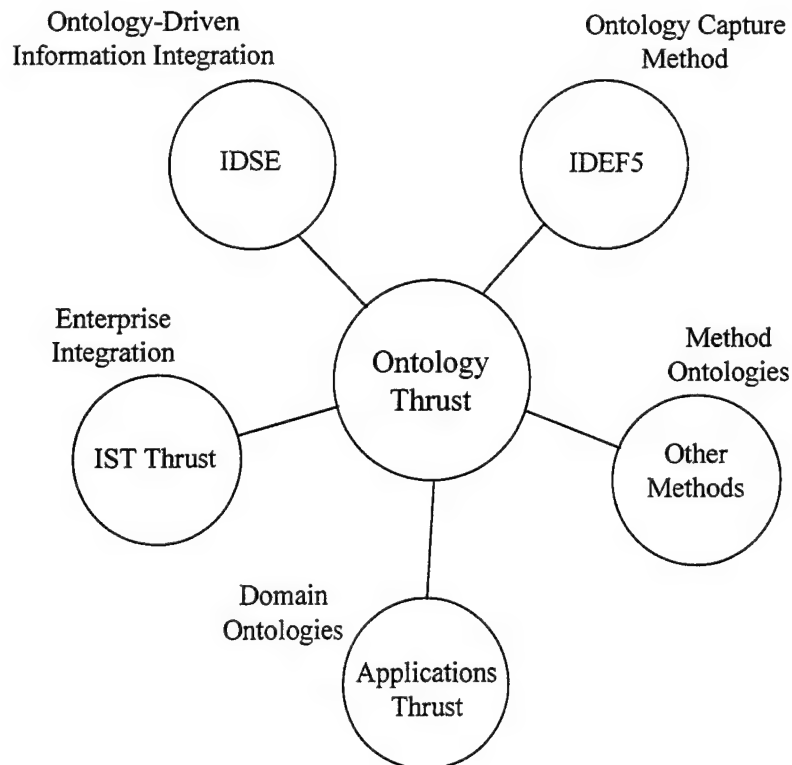 Ontology-Driven
Information Integration
IDSE
Ontology Capture
Method
IDEF5
Enterprise
Integration
IST Thrust
Ontology
Thrust
Method
Ontologies
Other
Methods
Domain
Ontologies
Applications
Thrust